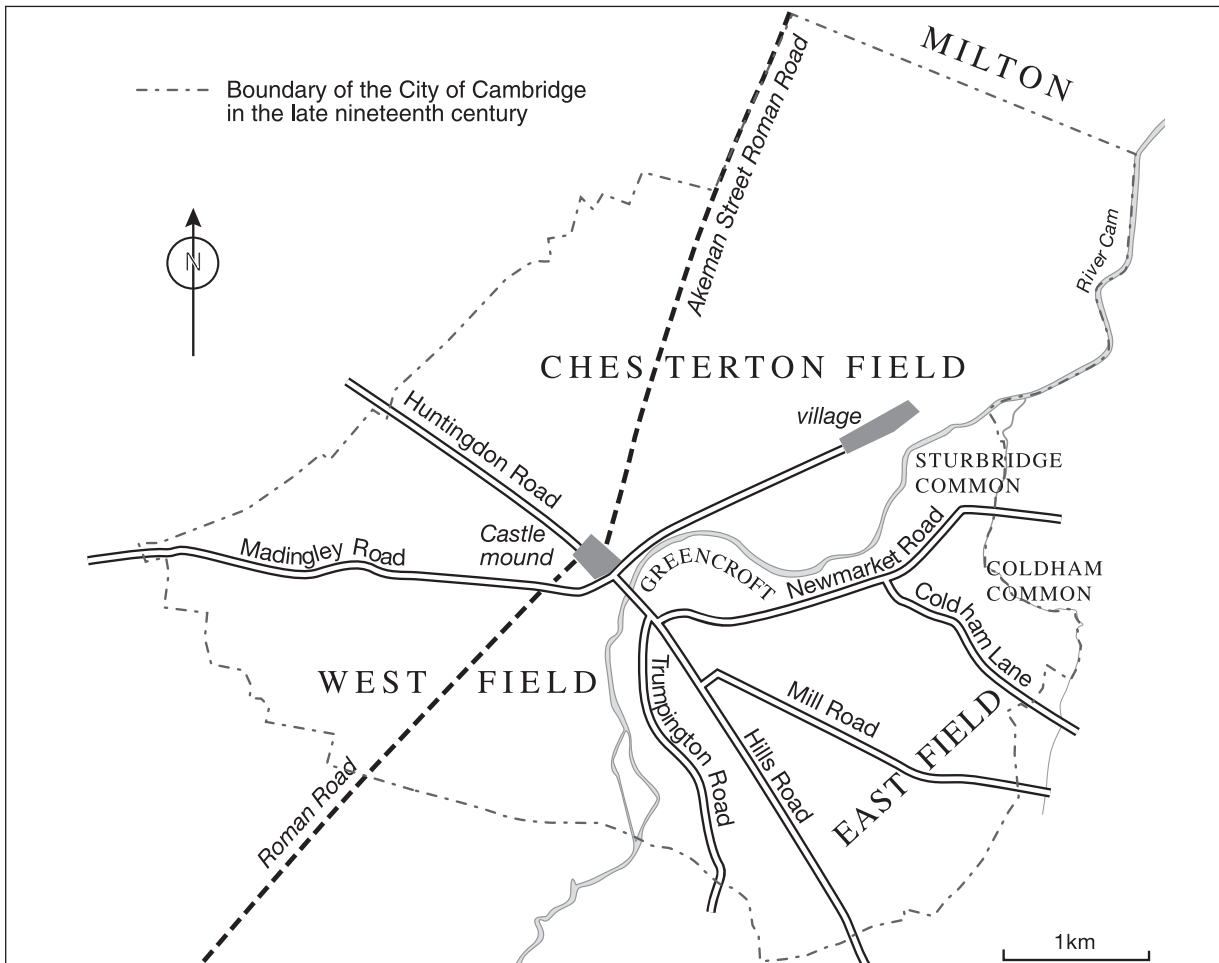 MILTON
Boundary of the City of Cambridge
in the late nineteenth century
Akeman Street Roman Road
N
River Cam
CHESTERTON FIELD
village
Huntingdon Road
STURBRIDGE
COMMON
Castle
mound
Madingley Road
GREENCROFT
Newmarket Road
COLDHAM
COMMON
Coldham Lane
WEST FIELD
Trumpington Road
Mill Road
Hills Road
EAST FIELD
Roman Road
1km